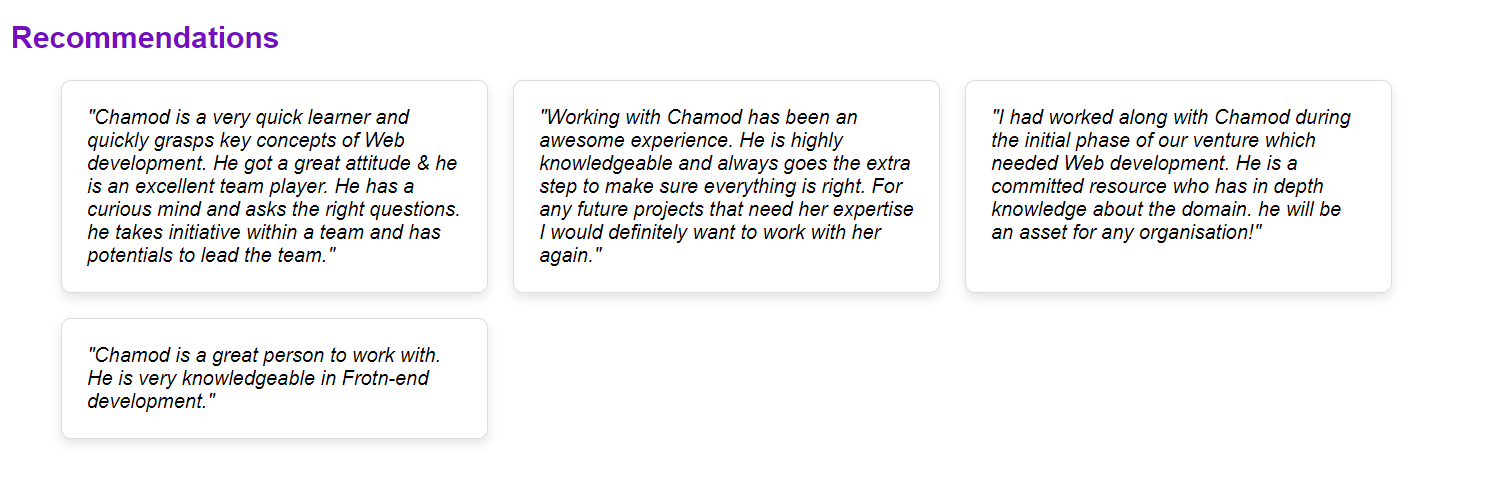 Recommendations
"Chamod is a very quick learner and
quickly grasps key concepts of Web
development. He got a great attitude & he
is an excellent team player. He has a
curious mind and asks the right questions.
he takes initiative within a team and has
potentials to lead the team."
"Working with Chamod has been an
awesome experience. He is highly
knowledgeable and always goes the extra
step to make sure everything is right. For
any future projects that need her expertise
I would definitely want to work with her
again."
"I had worked along with Chamod during
the initial phase of our venture which
needed Web development. He is a
committed resource who has in depth
knowledge about the domain. he will be
an asset for any organisation!"
"Chamod is a great person to work with.
He is very knowledgeable in Frotn-end
development."